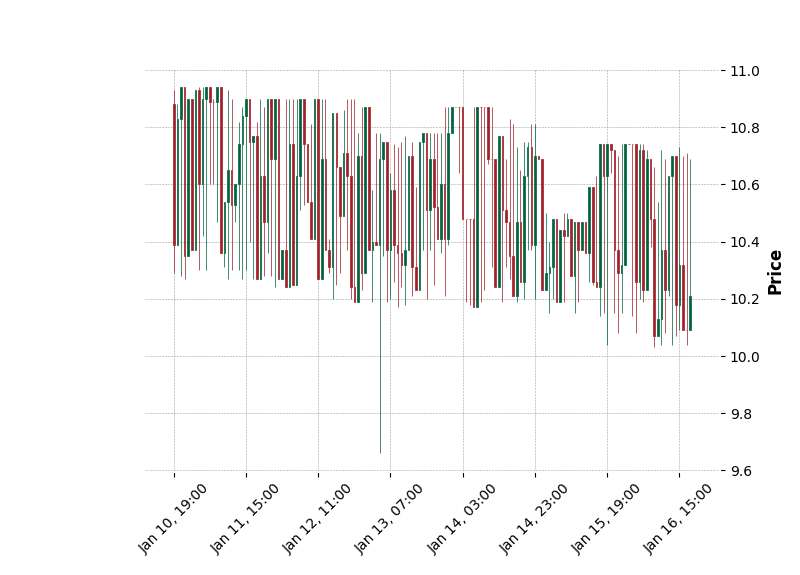 11.0
10.8
10.6
10.4
10.2
10.0
9.8
9.6
Price
Jan 10, 19:00
Jan 11, 15:00
Jan 12, 11:00
Jan 13, 07:00
Jan 14, 03:00
Jan 14, 23:00
Jan 15, 19:00
Jan 16, 15:00